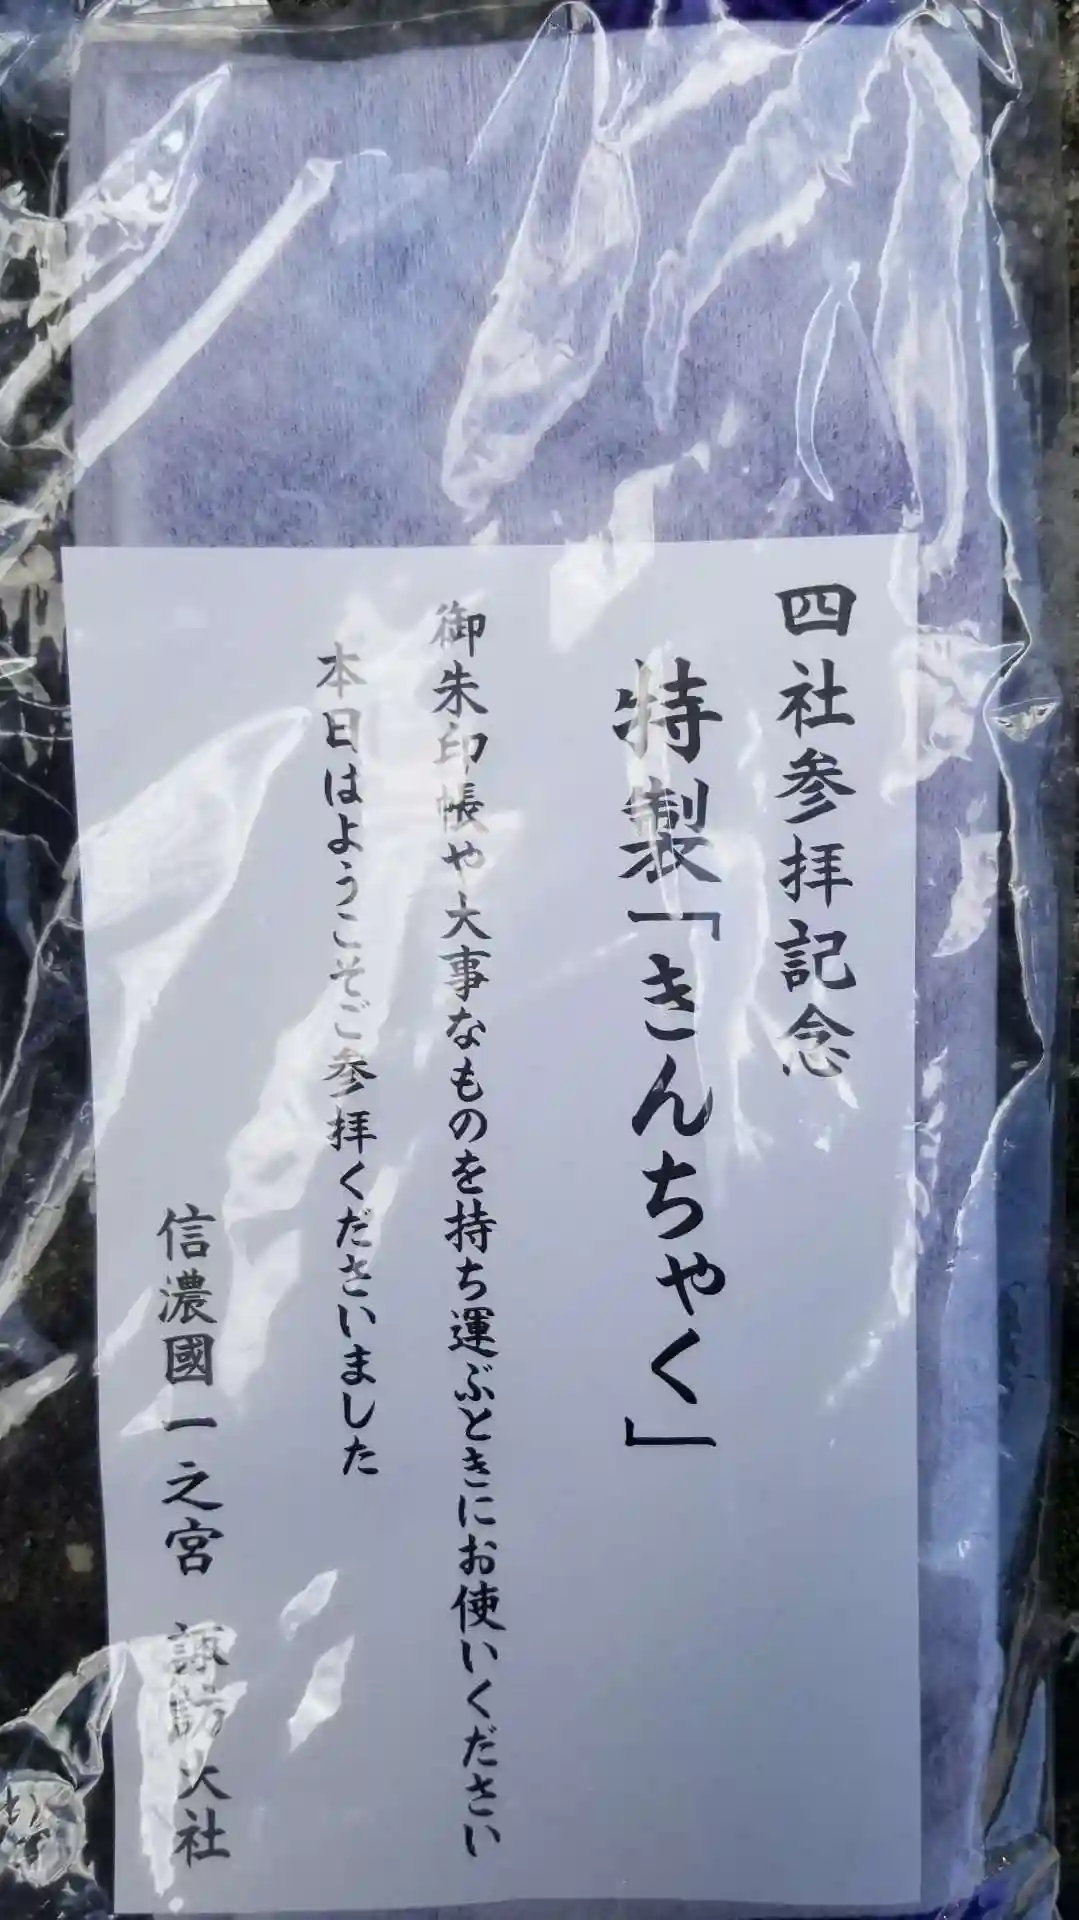 四社参拝記念
特製「きんちゃく」
御朱印帳や大事なものを持ち運ぶときにお使いください
本日はようこそご参拝くださいました
信濃國一之宮　諏訪大社